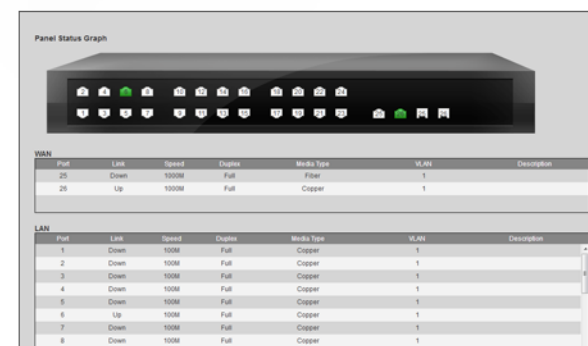 Panel Status Graph
2 4 8 10 12 14 16 18 20 22 24
1 3 5 7 9 11 13 15 17 19 21 23 25
WAN
Port Link Speed Duplex Media Type VLAN Description
25 Down 1000M Full Fiber 1
26 Up 1000M Full Copper 1
LAN
Port Link Speed Duplex Media Type VLAN Description
1 Down 100M Full Copper 1
2 Down 100M Full Copper 1
3 Down 100M Full Copper 1
4 Down 100M Full Copper 1
5 Down 100M Full Copper 1
6 Up 100M Full Copper 1
7 Down 100M Full Copper 1
8 Down 100M Full Copper 1